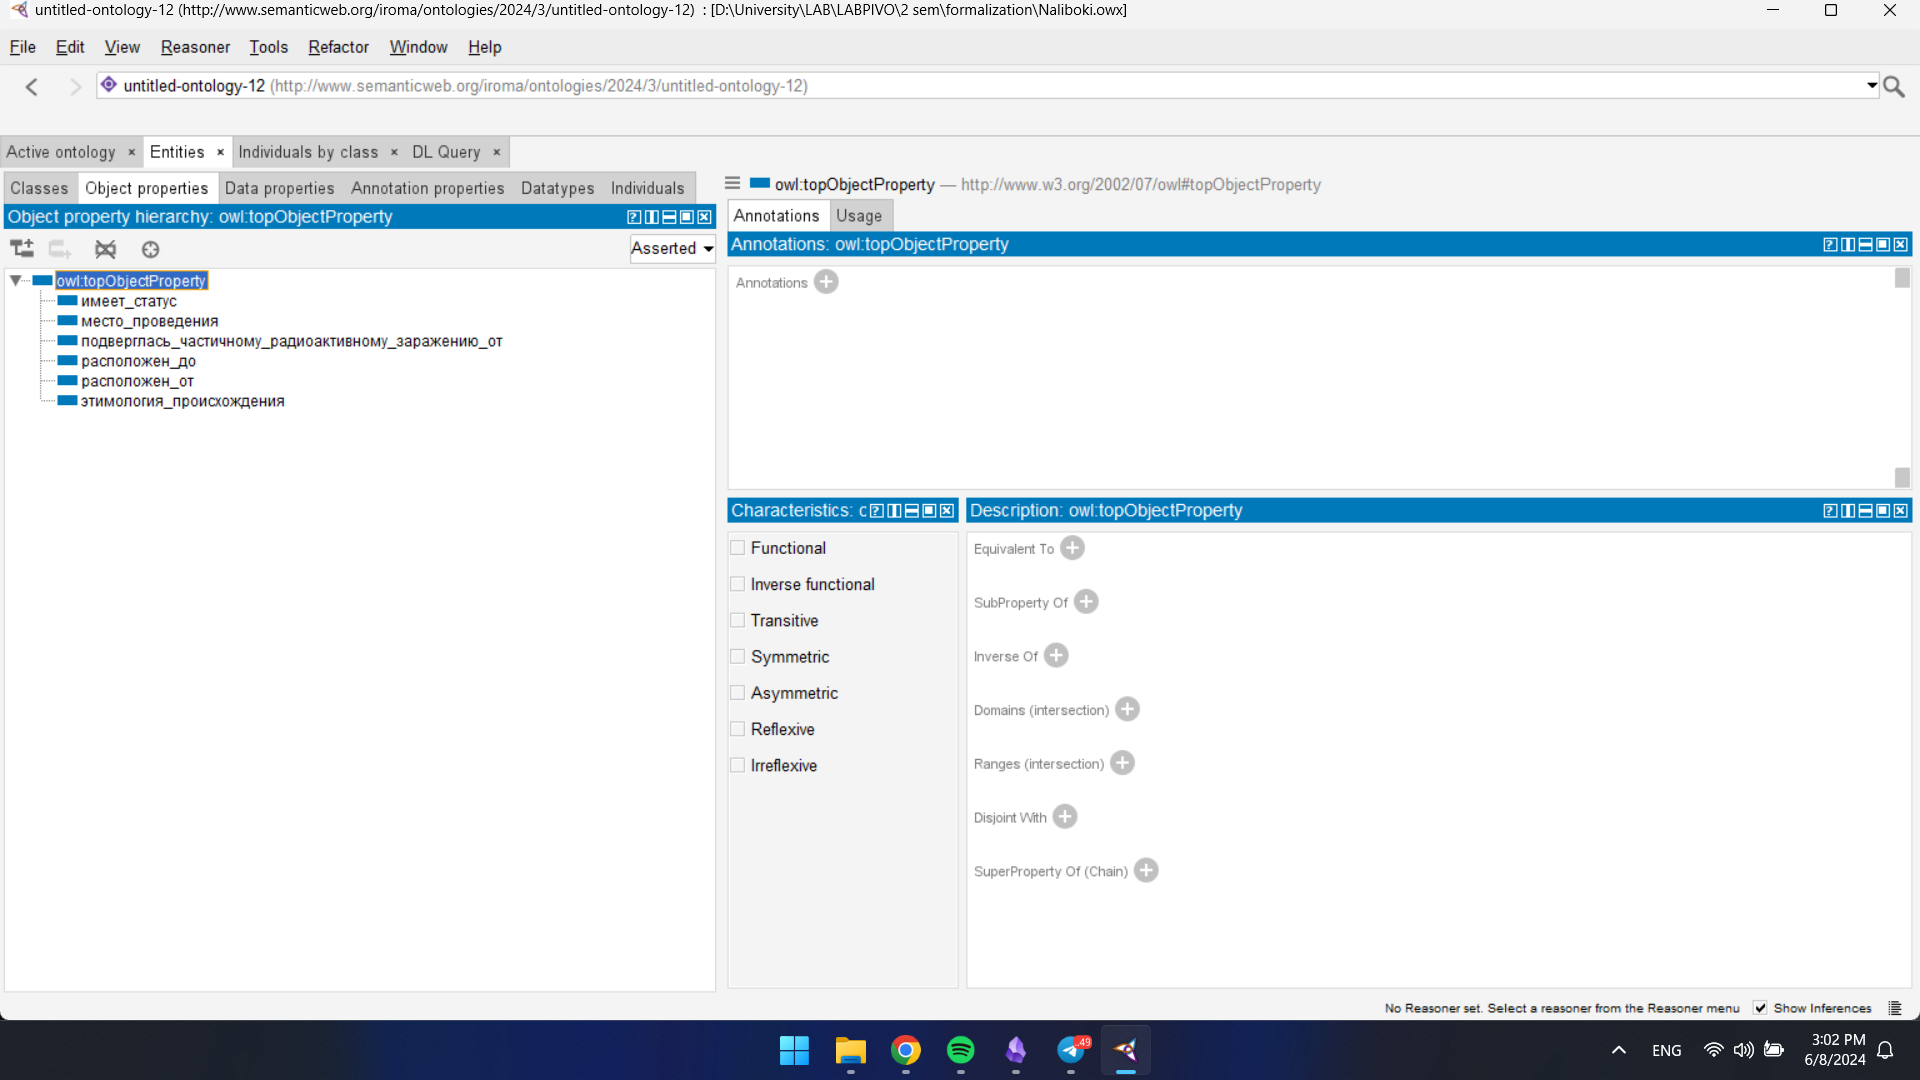 untitled-ontology-12 (http://www.semanticweb.org/iroma/ontologies/2024/3/untitled-ontology-12) : [D:\University\LAB\LABPIVO\2 sem\formalization\Naliboki.owx]
File Edit View Reasoner Tools Refactor Window Help
untitled-ontology-12 (http://www.semanticweb.org/iroma/ontologies/2024/3/untitled-ontology-12)
Active ontology × Entities × Individuals by class × DL Query ×
Classes Object properties Data properties Annotation properties Datatypes Individuals
Object property hierarchy: owl:topObjectProperty
Asserted
owl:topObjectProperty
имеет_статус
место_проведения
подверглась_частичному_радиоактивному_заражению_от
расположен_до
расположен_от
этимология_происхождения
owl:topObjectProperty — http://www.w3.org/2002/07/owl#topObjectProperty
Annotations Usage
Annotations: owl:topObjectProperty
Annotations
Characteristics: o
Functional
Inverse functional
Transitive
Symmetric
Asymmetric
Reflexive
Irreflexive
Description: owl:topObjectProperty
Equivalent To
SubProperty Of
Inverse Of
Domains (intersection)
Ranges (intersection)
Disjoint With
SuperProperty Of (Chain)
No Reasoner set. Select a reasoner from the Reasoner menu Show Inferences
49
ENG
3:02 PM
6/8/2024